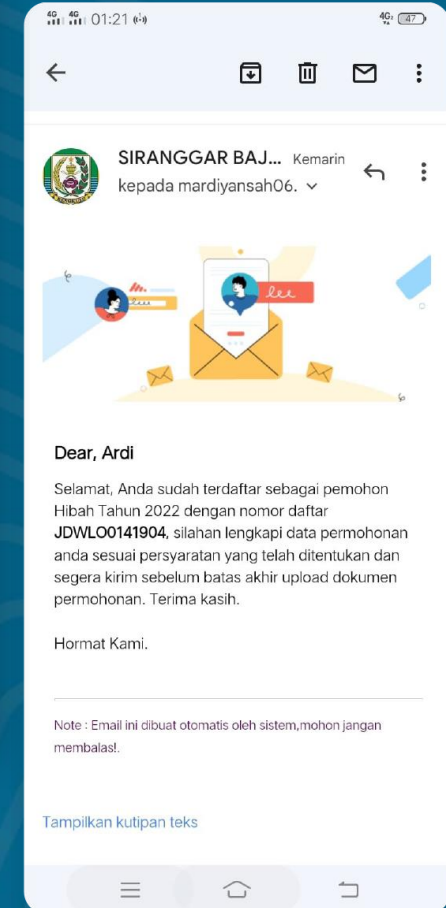 4G 4G 01:21 4G 47
SIRANGGAR BAJ... Kemarin
kepada mardiyansah06.
lee
Dear, Ardi
Selamat, Anda sudah terdaftar sebagai pemohon
Hibah Tahun 2022 dengan nomor daftar
JDWLO0141904, silahan lengkapi data permohonan
anda sesuai persyaratan yang telah ditentukan dan
segera kirim sebelum batas akhir upload dokumen
permohonan. Terima kasih.
Hormat Kami.
Note : Email ini dibuat otomatis oleh sistem,mohon jangan
membalas!.
Tampilkan kutipan teks